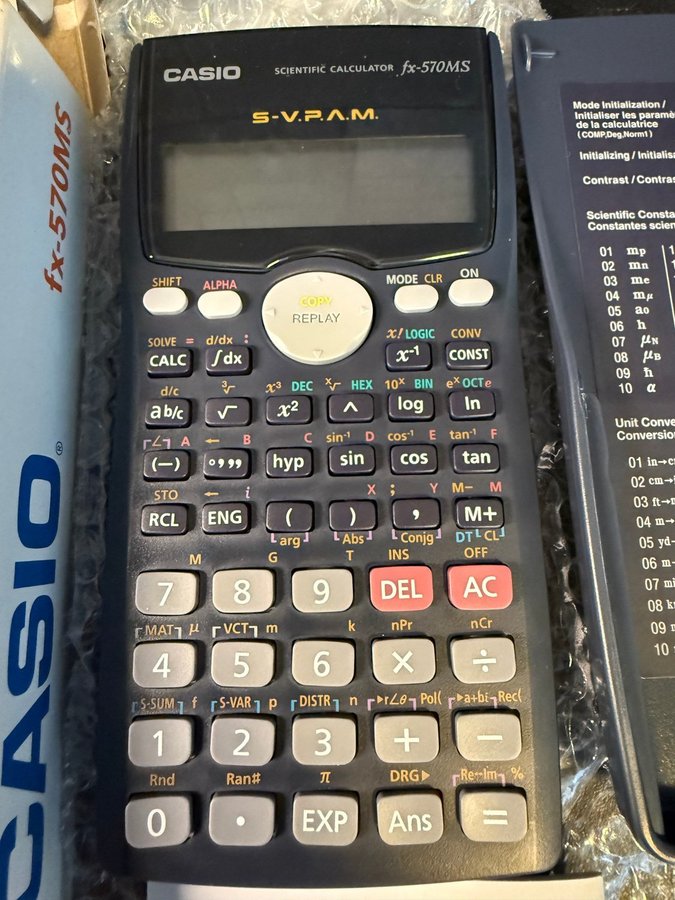 CASIO SCIENTIFIC CALCULATOR fx-570MS
S-V.P.A.M.
SHIFT ALPHA MODE CLR ON
COPY
REPLAY
SOLVE = d/dx : x! LOGIC CONV
CALC ∫dx x⁻¹ CONST
d/c ³√ x³ DEC ˣ√ HEX 10ˣ BIN eˣ OCT e
ab/c √ x² ^ log ln
∠ A ← B C sin⁻¹ D cos⁻¹ E tan⁻¹ F
(−) °,,, hyp sin cos tan
STO ← i X ; Y M− M
RCL ENG ( ) , M+
arg Abs Conjg DT CL
M G T INS OFF
7 8 9 DEL AC
MAT μ VCT m k nPr nCr
4 5 6 × ÷
S-SUM f S-VAR p DISTR n ▶r∠θ Pol( ▶a+bi Rec(
1 2 3 + −
Rnd Ran# π DRG▶ Re↔Im %
0 . EXP Ans =
fx-570MS
CASIO®
Mode Initialization /
Initialiser les paramè
de la calculatrice
(COMP,Deg,Norm1)
Initializing / Initialisa
Contrast / Contras
Scientific Consta
Constantes scien
01 mp 1
02 mn 1
03 me
04 mμ
05 a0
06 h
07 μN
08 μB
09 ħ
10 α
Unit Conve
Conversio
01 in→c
02 cm→i
03 ft→m
04 m→
05 yd→
06 m→
07 mi
08 k
09 n
10